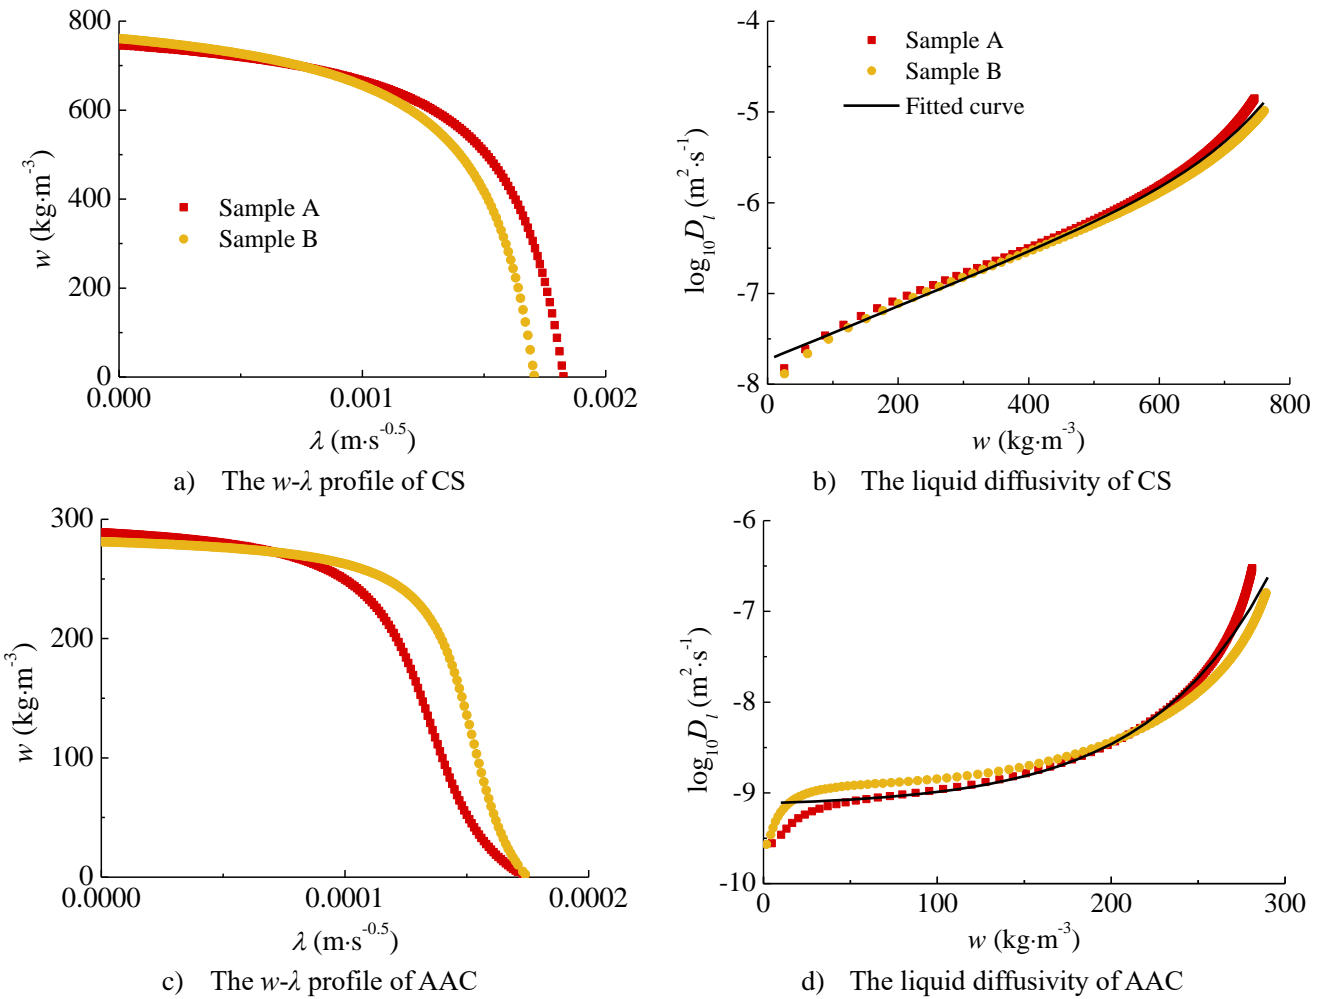 800
600
400
200
0
w (kg·m-3)
Sample A
Sample B
0.000
0.001
0.002
λ (m·s-0.5)
a) The w-λ profile of CS
-4
-5
-6
-7
-8
log10Dl (m2·s-1)
Sample A
Sample B
Fitted curve
0
200
400
600
800
w (kg·m-3)
b) The liquid diffusivity of CS
300
200
100
0
w (kg·m-3)
0.0000
0.0001
0.0002
λ (m·s-0.5)
c) The w-λ profile of AAC
-6
-7
-8
-9
-10
log10Dl (m2·s-1)
0
100
200
300
w (kg·m-3)
d) The liquid diffusivity of AAC